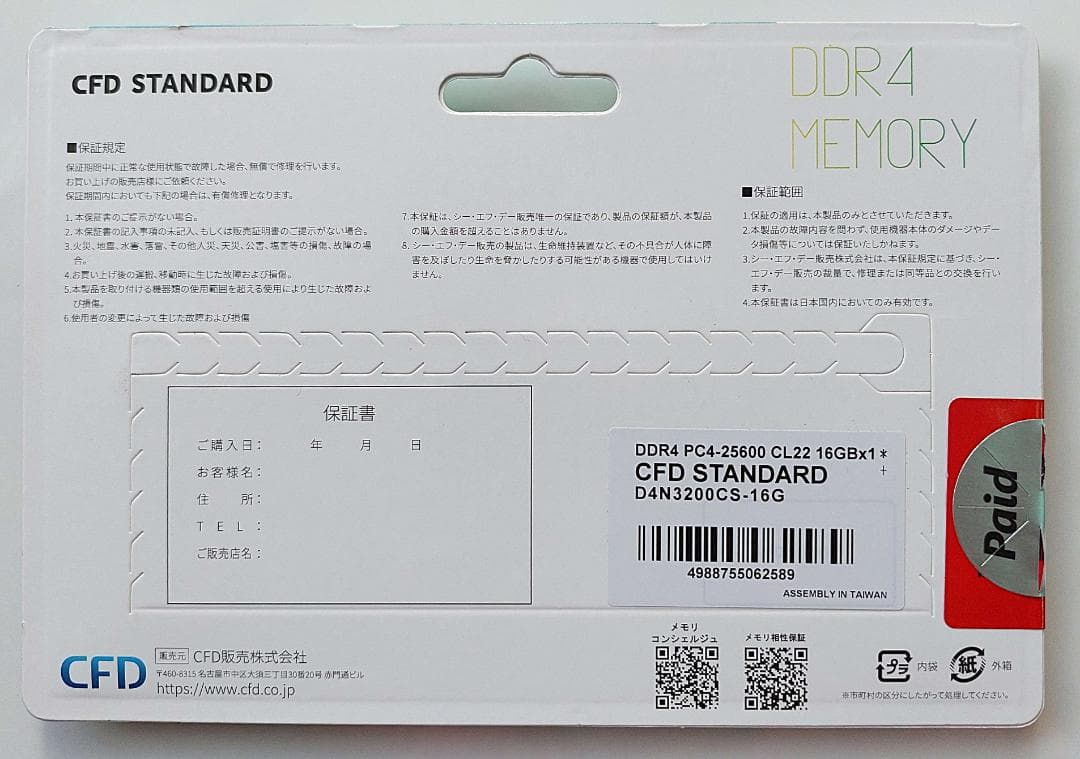 CFD STANDARD
DDR4
MEMORY
■保証規定
保証期間中に正常な使用状態で故障した場合、無償で修理を行います。
お買い上げの販売店様にご依頼ください。
保証期間内においても下記の場合は、有償修理となります。
1.本保証書のご提示がない場合。
2.本保証書の記入事項の未記入、もしくは販売証明書のご提示がない場合。
3.火災、地震、水害、落雷、その他人災、天災、公害、塩害等の損傷、故障の場
合。
4.お買い上げ後の運搬、移動時に生じた故障および損傷。
5.本製品を取り付ける機器類の使用範囲を超える使用により生じた故障およ
び損傷。
6.使用者の変更によって生じた故障および損傷
7.本保証は、シー・エフ・デー販売唯一の保証であり、製品の保証額が、本製品
の購入金額を超えることはありません。
8.シー・エフ・デー販売の製品は、生命維持装置など、その不具合が人体に障
害を及ぼしたり生命を脅かしたりする可能性がある機器で使用してはいけ
ません。
■保証範囲
1.保証の適用は、本製品のみとさせていただきます。
2.本製品の故障内容を問わず、使用機器本体のダメージやデー
タ損傷等については保証いたしかねます。
3.シー・エフ・デー販売株式会社は、本保証規定に基づき、シー・
エフ・デー販売の裁量で、修理または同等品との交換を行い
ます。
4.本保証書は日本国内においてのみ有効です。
保証書
ご購入日： 年 月 日
お客様名：
住 所：
TEL：
ご販売店名：
DDR4 PC4-25600 CL22 16GBx1 *
CFD STANDARD +
D4N3200CS-16G
4988755062589
ASSEMBLY IN TAIWAN
Paid
CFD
販売元 CFD販売株式会社
〒460-8315 名古屋市中区大須三丁目30番20号 赤門通ビル
https://www.cfd.co.jp
メモリ
コンシェルジュ
メモリ相性保証
プラ 内袋
紙 外箱
※市町村の区分にしたがって処理してください。